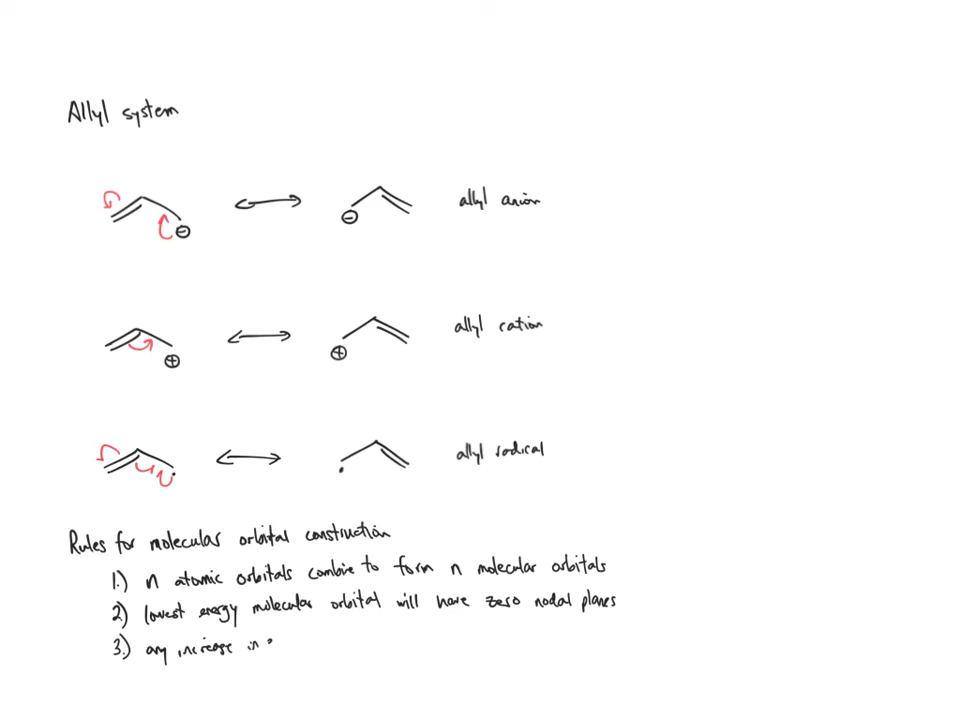 Allyl system
allyl anion
allyl cation
allyl radical
Rules for molecular orbital construction
1.) n atomic orbitals combine to form n molecular orbitals
2) lowest energy molecular orbital will have zero nodal planes
3.) any increase in